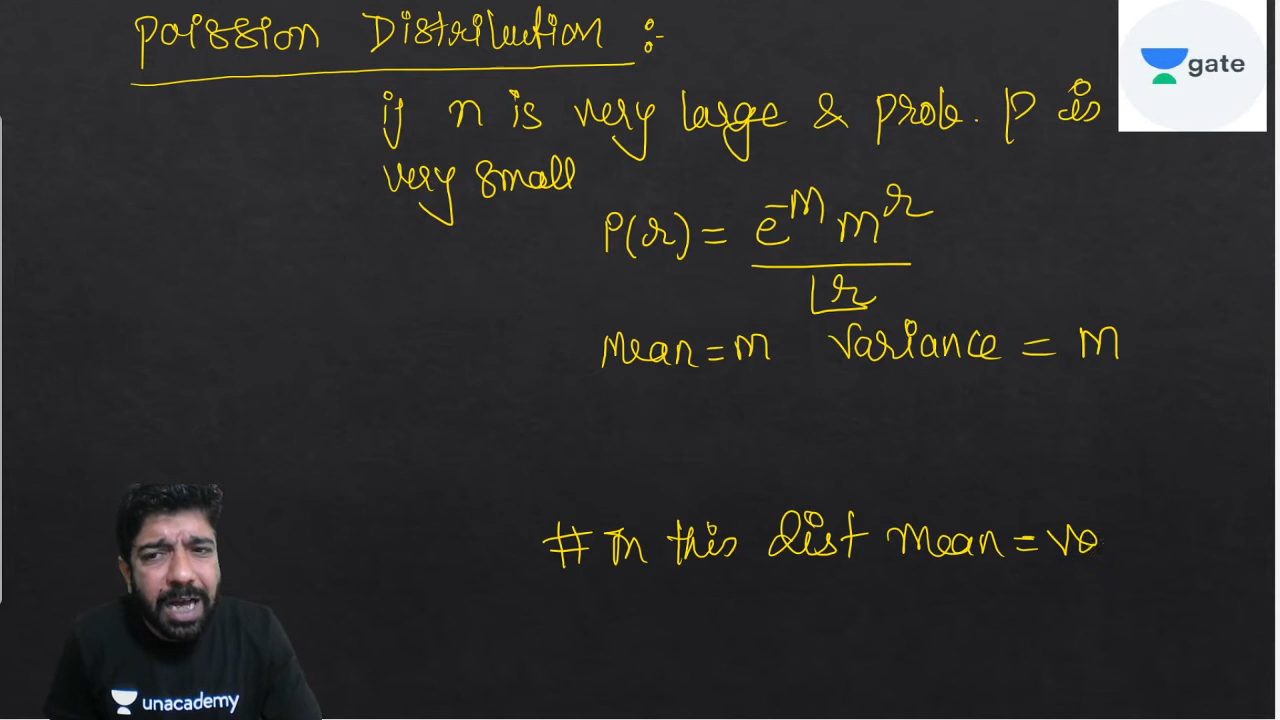 Poission Distribution :-
gate
if n is very large & prob. p is
very small
P(r) = e^-m m^r
⌊r
Mean = m Variance = m
# In this dist Mean = va
unacademy